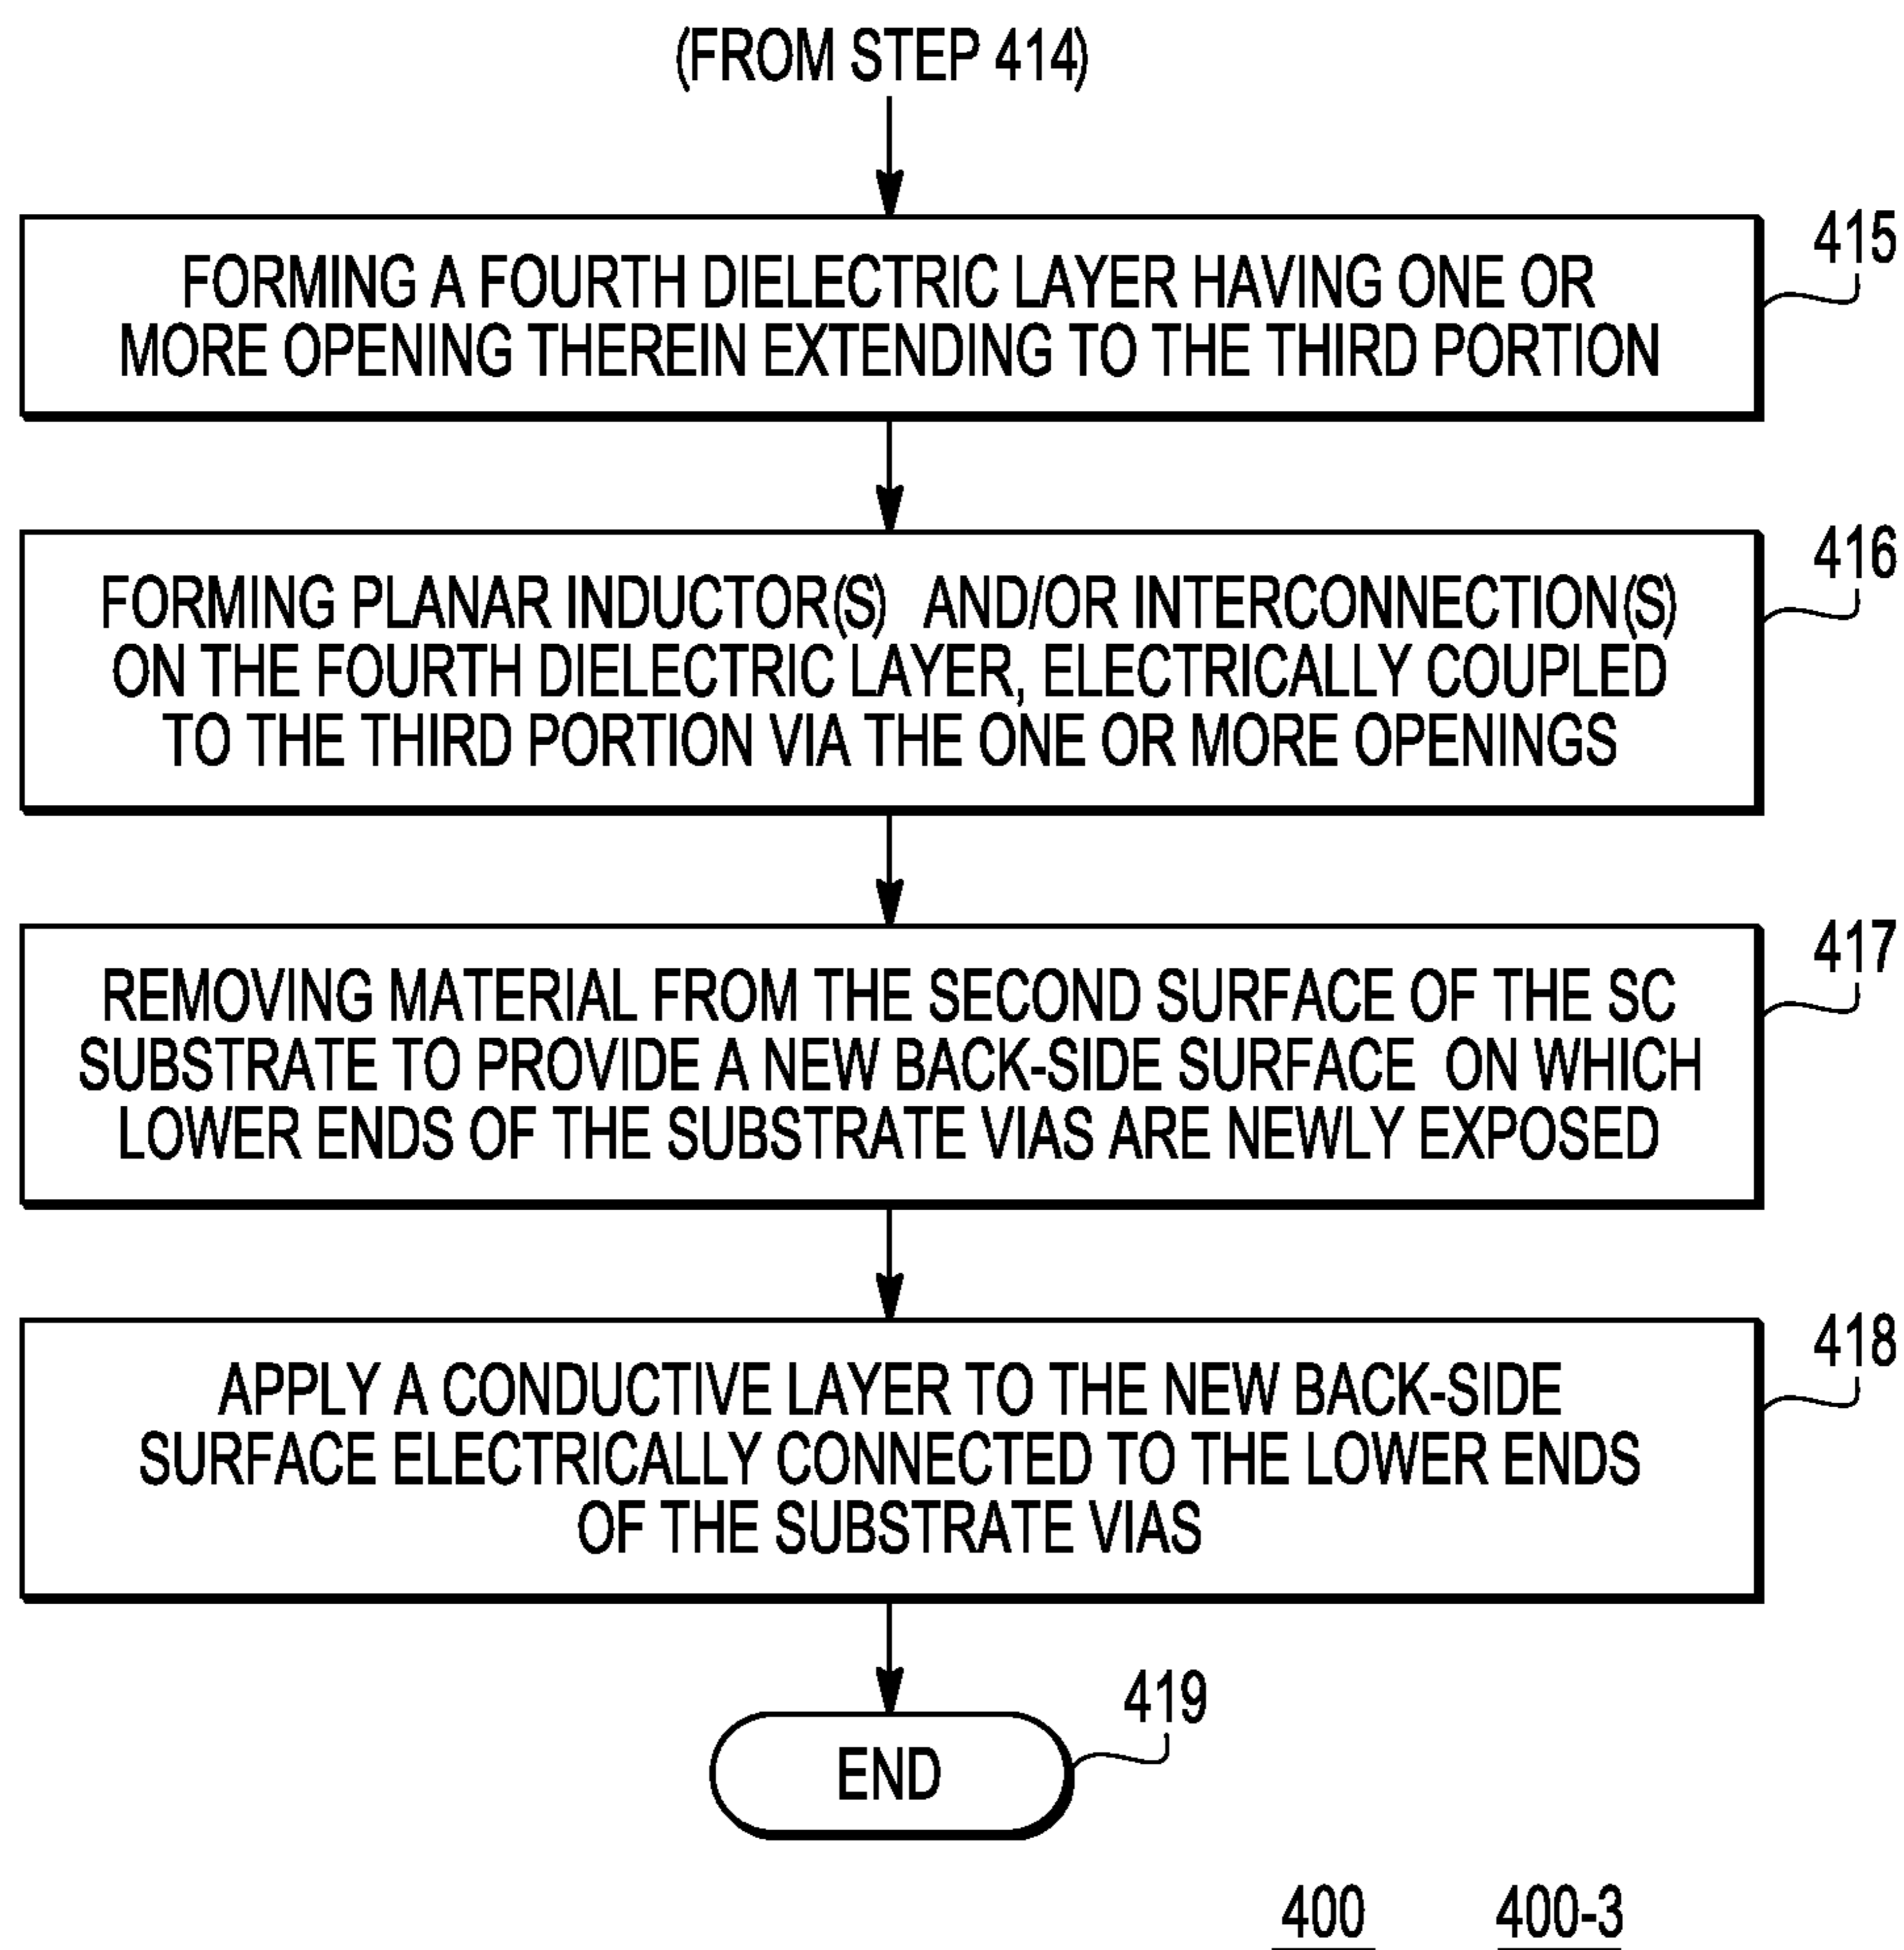 (FROM STEP 414)
415
FORMING A FOURTH DIELECTRIC LAYER HAVING ONE OR
MORE OPENING THEREIN EXTENDING TO THE THIRD PORTION
416
FORMING PLANAR INDUCTOR(S) AND/OR INTERCONNECTION(S)
ON THE FOURTH DIELECTRIC LAYER, ELECTRICALLY COUPLED
TO THE THIRD PORTION VIA THE ONE OR MORE OPENINGS
417
REMOVING MATERIAL FROM THE SECOND SURFACE OF THE SC
SUBSTRATE TO PROVIDE A NEW BACK-SIDE SURFACE ON WHICH
LOWER ENDS OF THE SUBSTRATE VIAS ARE NEWLY EXPOSED
418
APPLY A CONDUCTIVE LAYER TO THE NEW BACK-SIDE
SURFACE ELECTRICALLY CONNECTED TO THE LOWER ENDS
OF THE SUBSTRATE VIAS
419
END
400 400-3